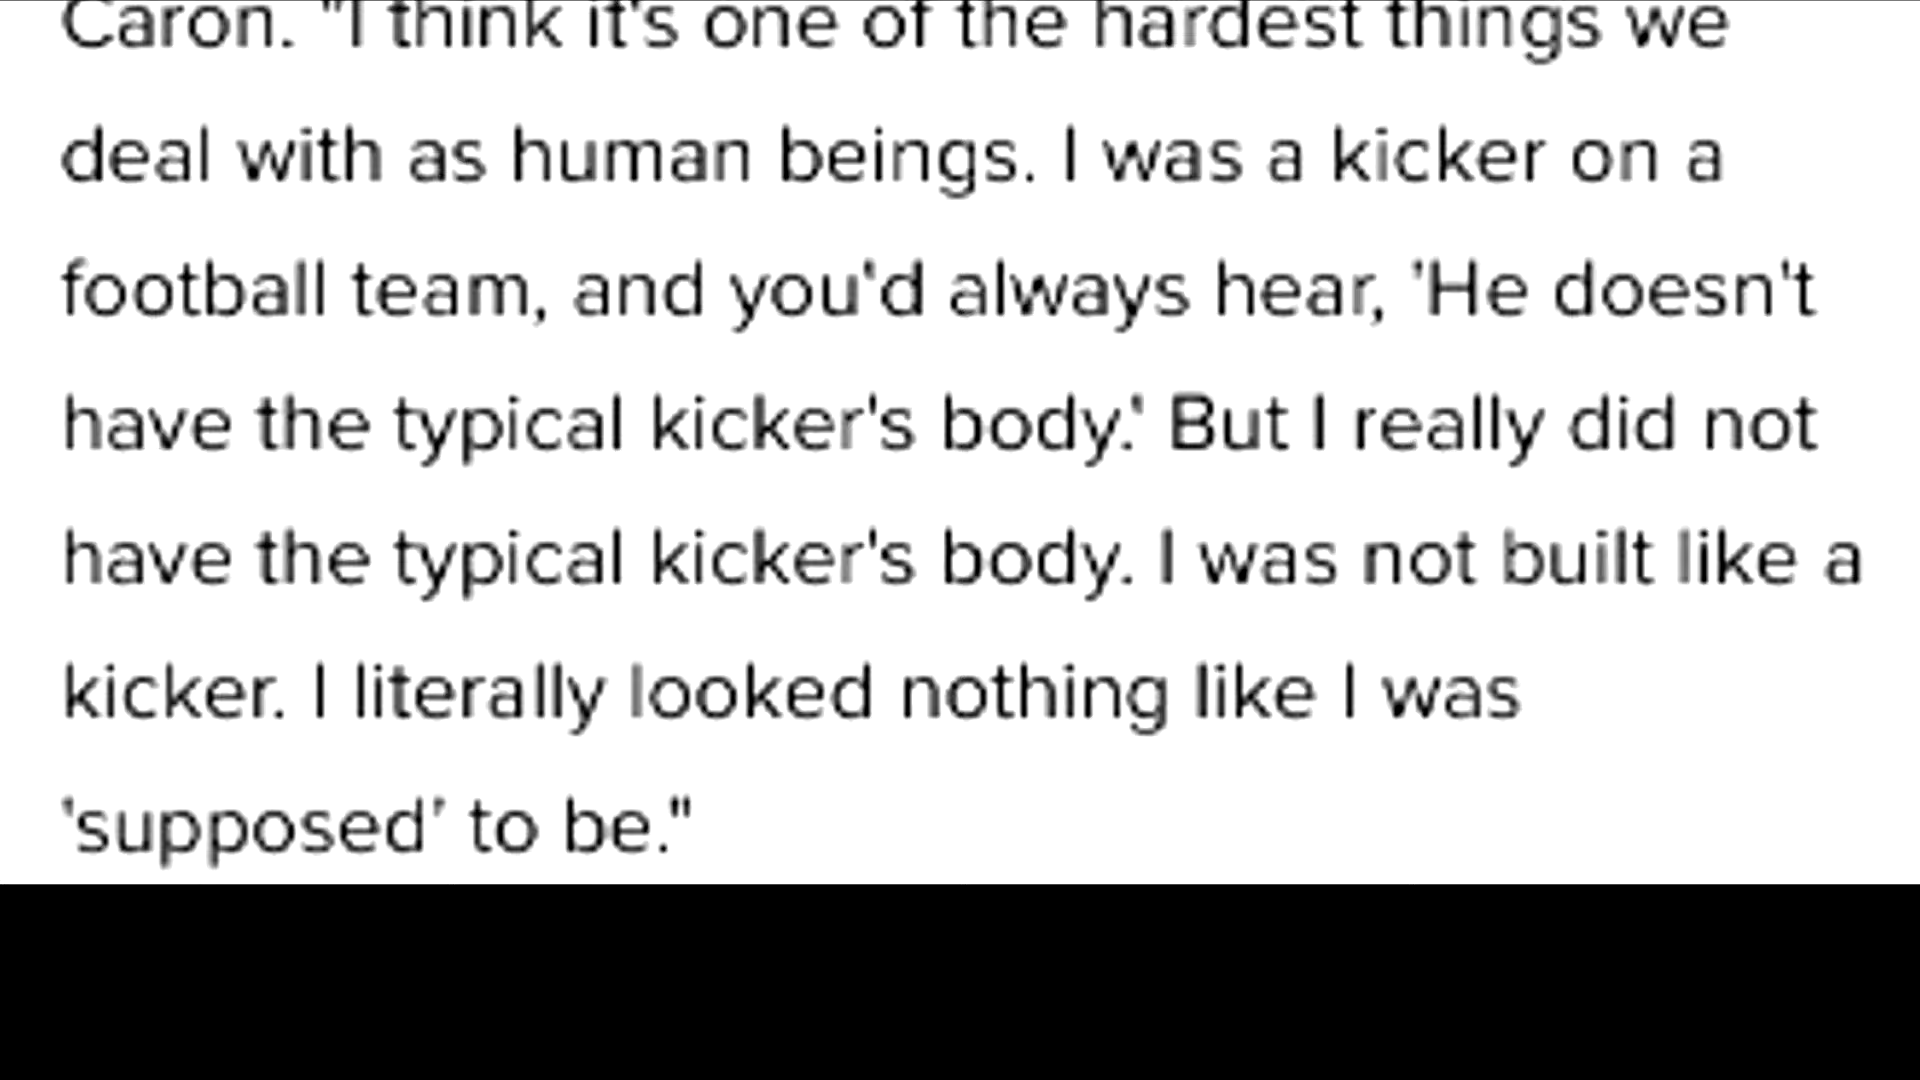 Caron. "I think it's one of the hardest things we
deal with as human beings. I was a kicker on a
football team, and you'd always hear, 'He doesn't
have the typical kicker's body.' But I really did not
have the typical kicker's body. I was not built like a
kicker. I literally looked nothing like I was
'supposed' to be."